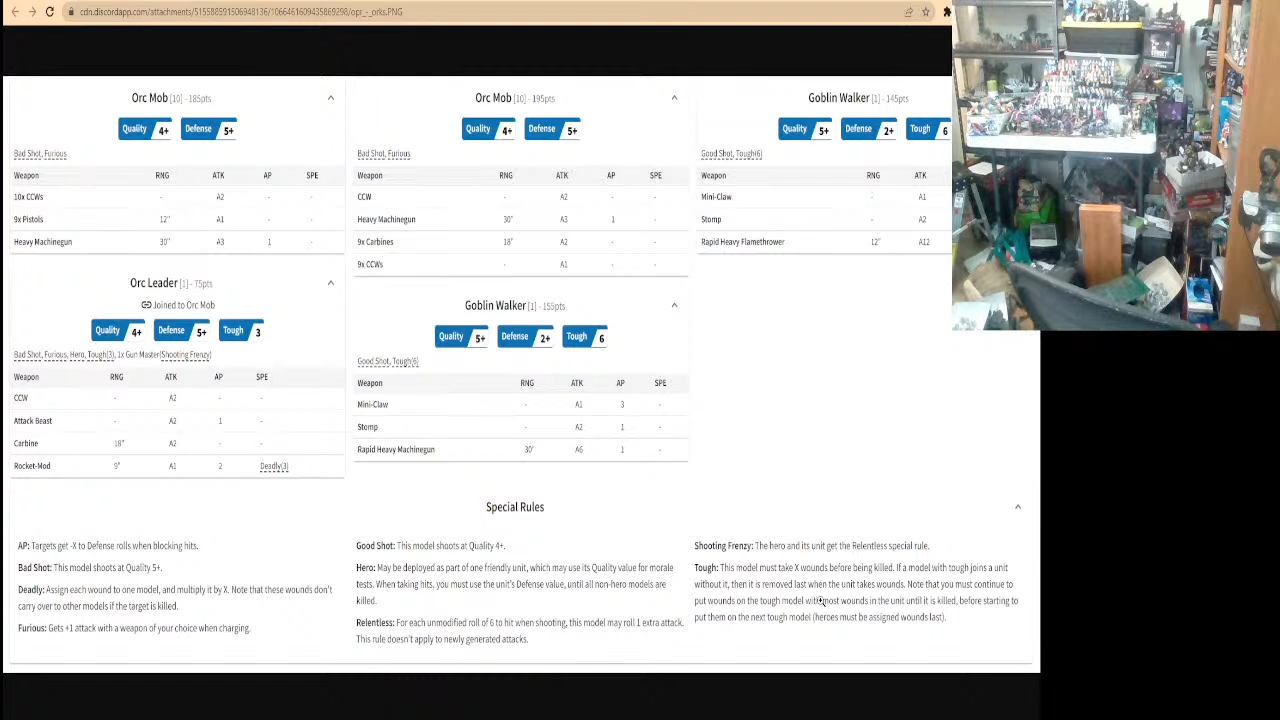 cdn.discordapp.com/attachments/515588591506948136/1066461609435869298/opr_-_orks.PNG
Orc Mob [10] - 185pts
Quality 4+ Defense 5+
Bad Shot, Furious
Weapon RNG ATK AP SPE
10x CCWs - A2 - -
9x Pistols 12" A1 - -
Heavy Machinegun 30" A3 1 -
Orc Leader [1] - 75pts
Joined to Orc Mob
Quality 4+ Defense 5+ Tough 3
Bad Shot, Furious, Hero, Tough(3), 1x Gun Master(Shooting Frenzy)
Weapon RNG ATK AP SPE
CCW - A2 - -
Attack Beast - A2 1 -
Carbine 18" A2 - -
Rocket-Mod 9" A1 2 Deadly(3)
Orc Mob [10] - 195pts
Quality 4+ Defense 5+
Bad Shot, Furious
Weapon RNG ATK AP SPE
CCW - A2 - -
Heavy Machinegun 30" A3 1 -
9x Carbines 18" A2 - -
9x CCWs - A1 - -
Goblin Walker [1] - 155pts
Quality 5+ Defense 2+ Tough 6
Good Shot, Tough(6)
Weapon RNG ATK AP SPE
Mini-Claw - A1 3 -
Stomp - A2 1 -
Rapid Heavy Machinegun 30" A6 1 -
Goblin Walker [1] - 145pts
Quality 5+ Defense 2+ Tough 6
Good Shot, Tough(6)
Weapon RNG ATK
Mini-Claw - A1
Stomp - A2
Rapid Heavy Flamethrower 12" A12
Special Rules
AP: Targets get -X to Defense rolls when blocking hits.
Bad Shot: This model shoots at Quality 5+.
Deadly: Assign each wound to one model, and multiply it by X. Note that these wounds don't
carry over to other models if the target is killed.
Furious: Gets +1 attack with a weapon of your choice when charging.
Good Shot: This model shoots at Quality 4+.
Hero: May be deployed as part of one friendly unit, which may use its Quality value for morale
tests. When taking hits, you must use the unit's Defense value, until all non-hero models are
killed.
Relentless: For each unmodified roll of 6 to hit when shooting, this model may roll 1 extra attack.
This rule doesn't apply to newly generated attacks.
Shooting Frenzy: The hero and its unit get the Relentless special rule.
Tough: This model must take X wounds before being killed. If a model with tough joins a unit
without it, then it is removed last when the unit takes wounds. Note that you must continue to
put wounds on the tough model with most wounds in the unit until it is killed, before starting to
put them on the next tough model (heroes must be assigned wounds last).